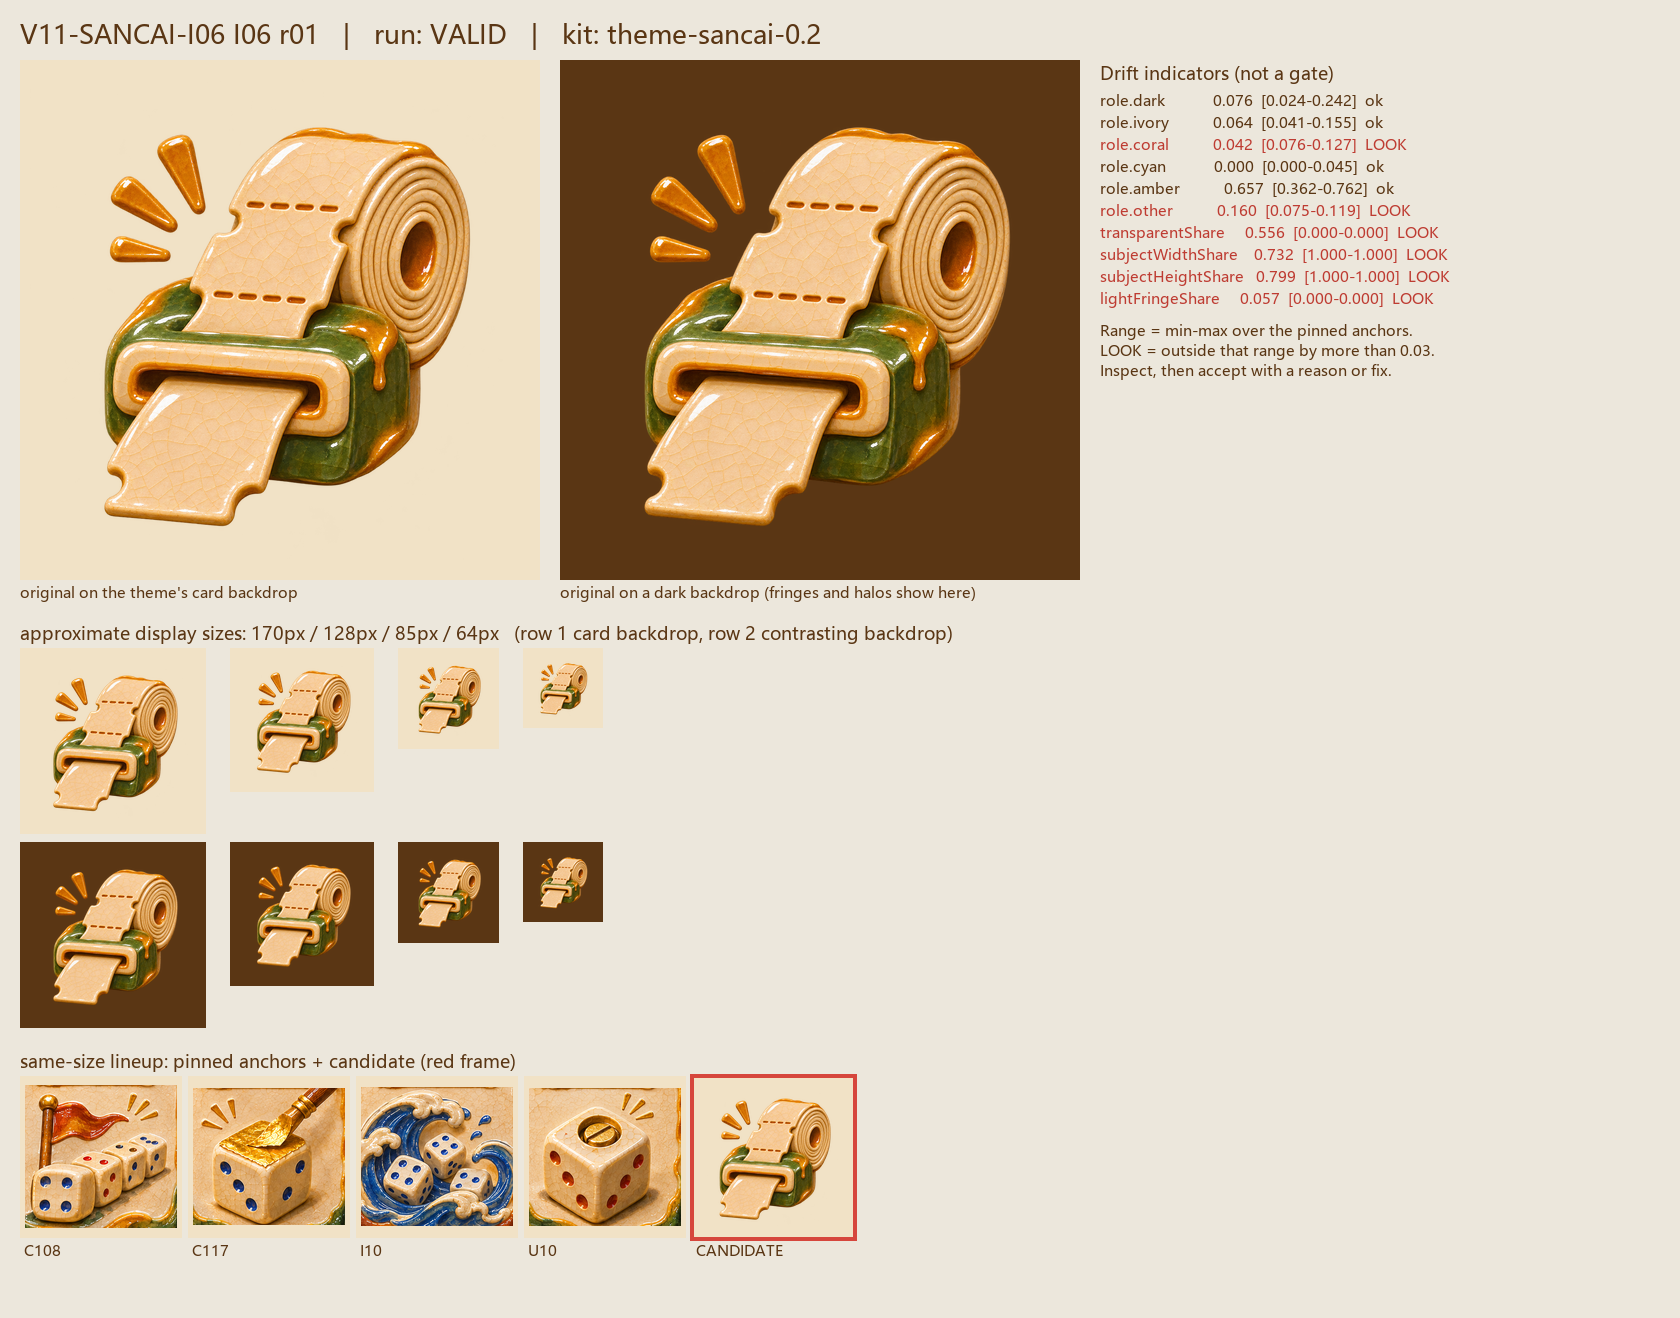 V11-SANCAI-I06 I06 r01 | run: VALID | kit: theme-sancai-0.2
Drift indicators (not a gate)
role.dark 0.076 [0.024-0.242] ok
role.ivory 0.064 [0.041-0.155] ok
role.coral 0.042 [0.076-0.127] LOOK
role.cyan 0.000 [0.000-0.045] ok
role.amber 0.657 [0.362-0.762] ok
role.other 0.160 [0.075-0.119] LOOK
transparentShare 0.556 [0.000-0.000] LOOK
subjectWidthShare 0.732 [1.000-1.000] LOOK
subjectHeightShare 0.799 [1.000-1.000] LOOK
lightFringeShare 0.057 [0.000-0.000] LOOK
Range = min-max over the pinned anchors.
LOOK = outside that range by more than 0.03.
Inspect, then accept with a reason or fix.
original on the theme's card backdrop
original on a dark backdrop (fringes and halos show here)
approximate display sizes: 170px / 128px / 85px / 64px (row 1 card backdrop, row 2 contrasting backdrop)
same-size lineup: pinned anchors + candidate (red frame)
C108
C117
I10
U10
CANDIDATE